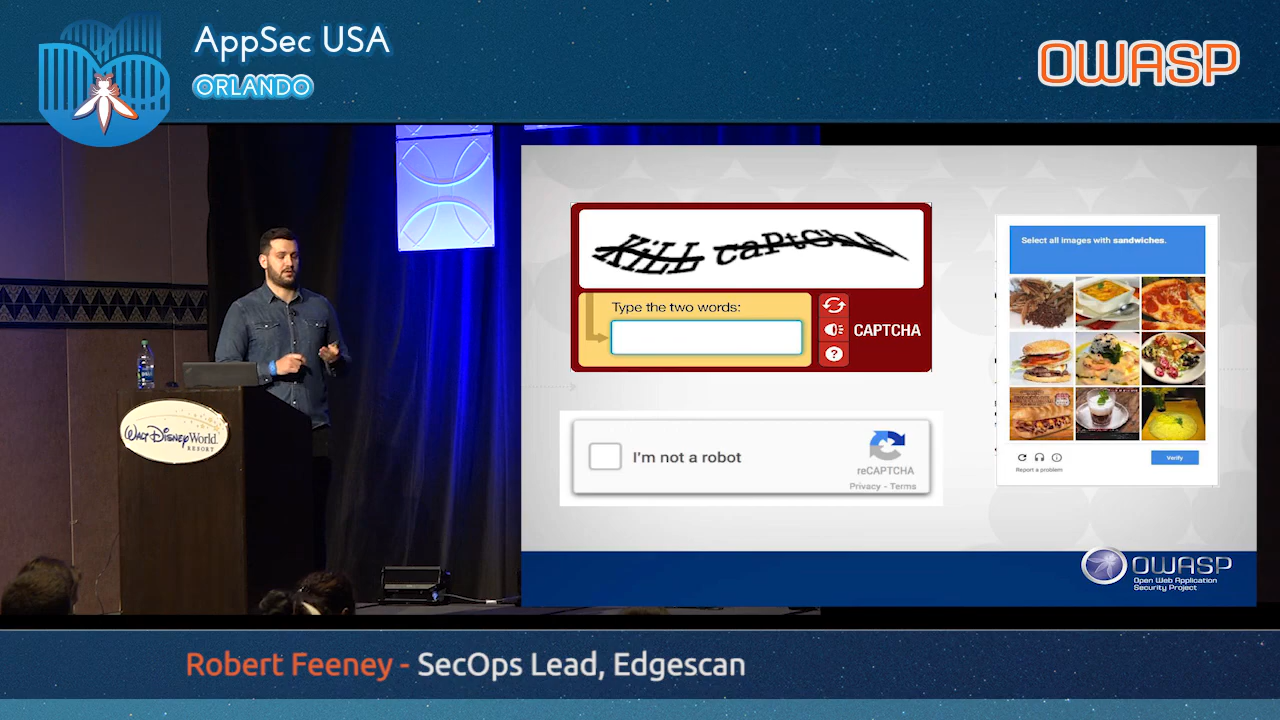 AppSec USA
ORLANDO
OWASP
KiLL caPtChA
Type the two words:
CAPTCHA
?
I'm not a robot
reCAPTCHA
Privacy - Terms
Select all images with sandwiches.
Verify
Report a problem
WALT DISNEY World.
RESORT
OWASP
Open Web Application
Security Project
Robert Feeney - SecOps Lead, Edgescan